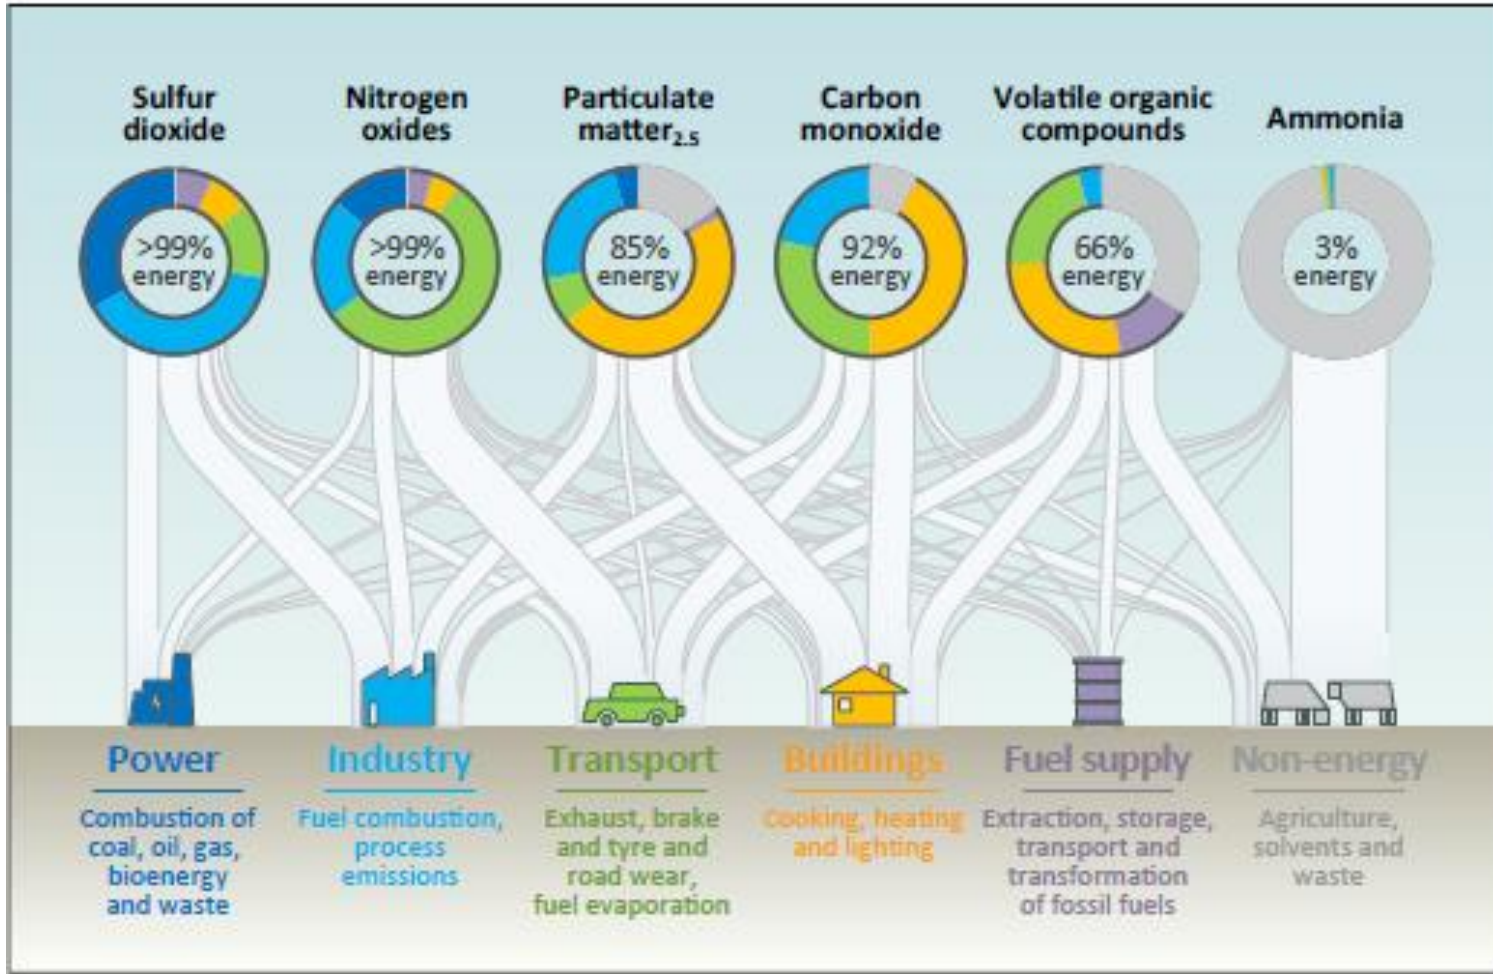 Sulfur
dioxide
Nitrogen
oxides
Particulate
matter2.5
Carbon
monoxide
Volatile organic
compounds
Ammonia
>99%
energy
>99%
energy
85%
energy
92%
energy
66%
energy
3%
energy
Power
Combustion of
coal, oil, gas,
bioenergy
and waste
Industry
Fuel combustion,
process
emissions
Transport
Exhaust, brake
and tyre and
road wear,
fuel evaporation
Buildings
Cooking, heating
and lighting
Fuel supply
Extraction, storage,
transport and
transformation
of fossil fuels
Non-energy
Agriculture,
solvents and
waste